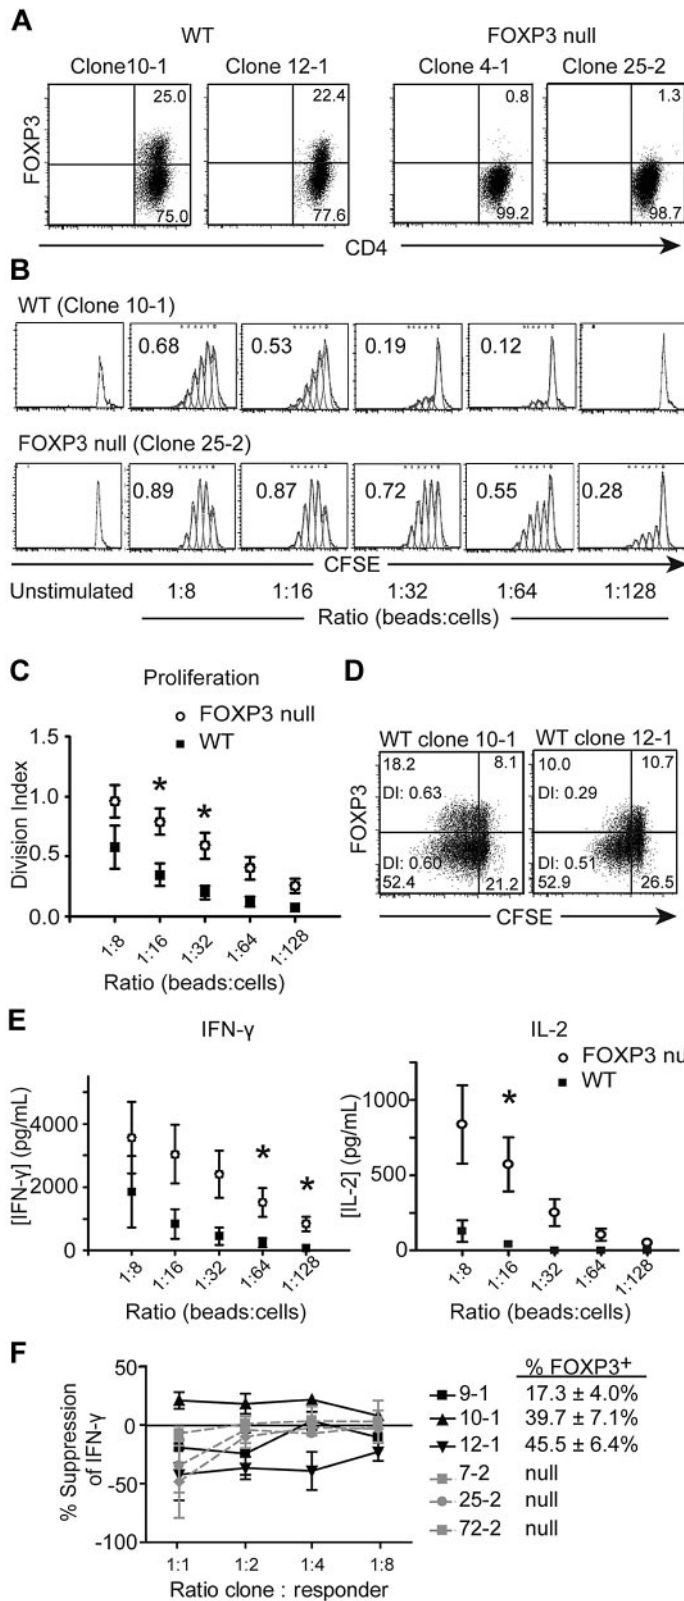 A
WT
FOXP3 null
Clone10-1
Clone 12-1
Clone 4-1
Clone 25-2
25.0
22.4
0.8
1.3
FOXP3
75.0
77.6
99.2
98.7
CD4
B
WT (Clone 10-1)
0.68
0.53
0.19
0.12
FOXP3 null (Clone 25-2)
0.89
0.87
0.72
0.55
0.28
CFSE
Unstimulated 1:8 1:16 1:32 1:64 1:128
Ratio (beads:cells)
C
Proliferation
FOXP3 null
WT
1.5
*
*
1.0
0.5
0.0
Division Index
1:8 1:16 1:32 1:64 1:128
Ratio (beads:cells)
D
WT clone 10-1
WT clone 12-1
18.2
8.1
10.0
10.7
DI: 0.63
DI: 0.29
FOXP3
DI: 0.60
DI: 0.51
52.4
21.2
52.9
26.5
CFSE
E
IFN-γ
IL-2
FOXP3 nu
WT
4000
2000
0
*
*
[IFN-γ] (pg/mL)
1:8 1:16 1:32 1:64 1:128
Ratio (beads:cells)
1000
500
0
*
[IL-2] (pg/mL)
1:8 1:16 1:32 1:64 1:128
Ratio (beads:cells)
F
50
0
-50
-100
% Suppression
of IFN-γ
1:1 1:2 1:4 1:8
Ratio clone : responder
% FOXP3+
9-1 17.3 ± 4.0%
10-1 39.7 ± 7.1%
12-1 45.5 ± 6.4%
7-2 null
25-2 null
72-2 null